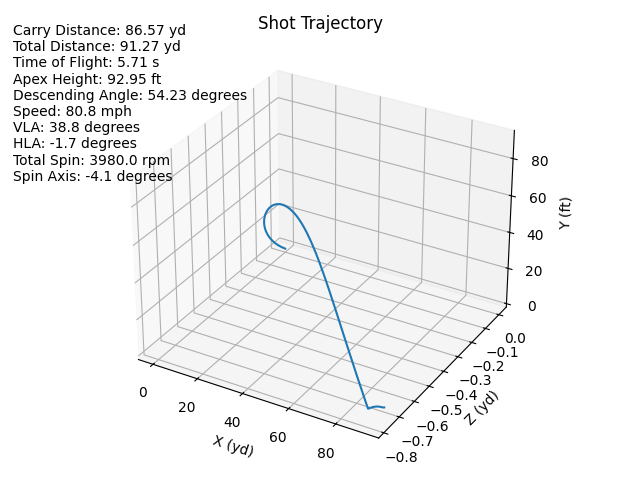 Shot Trajectory
Carry Distance: 86.57 yd
Total Distance: 91.27 yd
Time of Flight: 5.71 s
Apex Height: 92.95 ft
Descending Angle: 54.23 degrees
Speed: 80.8 mph
VLA: 38.8 degrees
HLA: -1.7 degrees
Total Spin: 3980.0 rpm
Spin Axis: -4.1 degrees
80
60
40
20
0
Y (ft)
0.0
−0.1
−0.2
−0.3
−0.4
−0.5
−0.6
−0.7
−0.8
Z (yd)
0
20
40
60
80
X (yd)